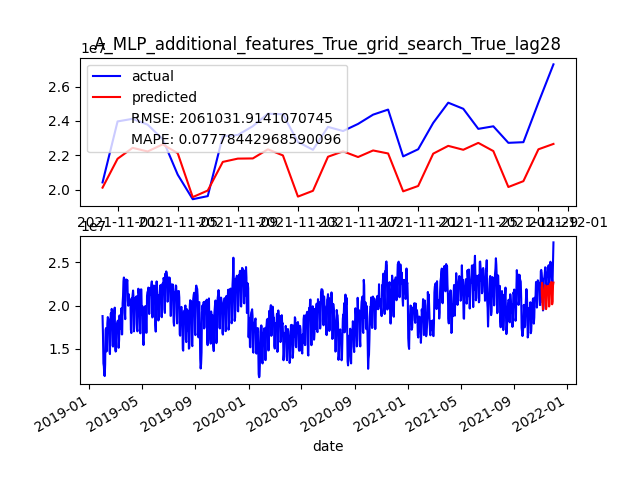 A_MLP_additional_features_True_grid_search_True_lag28
1e7
actual
predicted
RMSE: 2061031.9141070745
MAPE: 0.07778442968590096
2.6
2.4
2.2
2.0
2021-11-01 2021-11-05 2021-11-09 2021-11-13 2021-11-17 2021-11-21 2021-11-25 2021-11-29 2021-12-01
1e7
2.5
2.0
1.5
2019-01 2019-05 2019-09 2020-01 2020-05 2020-09 2021-01 2021-05 2021-09 2022-01
date